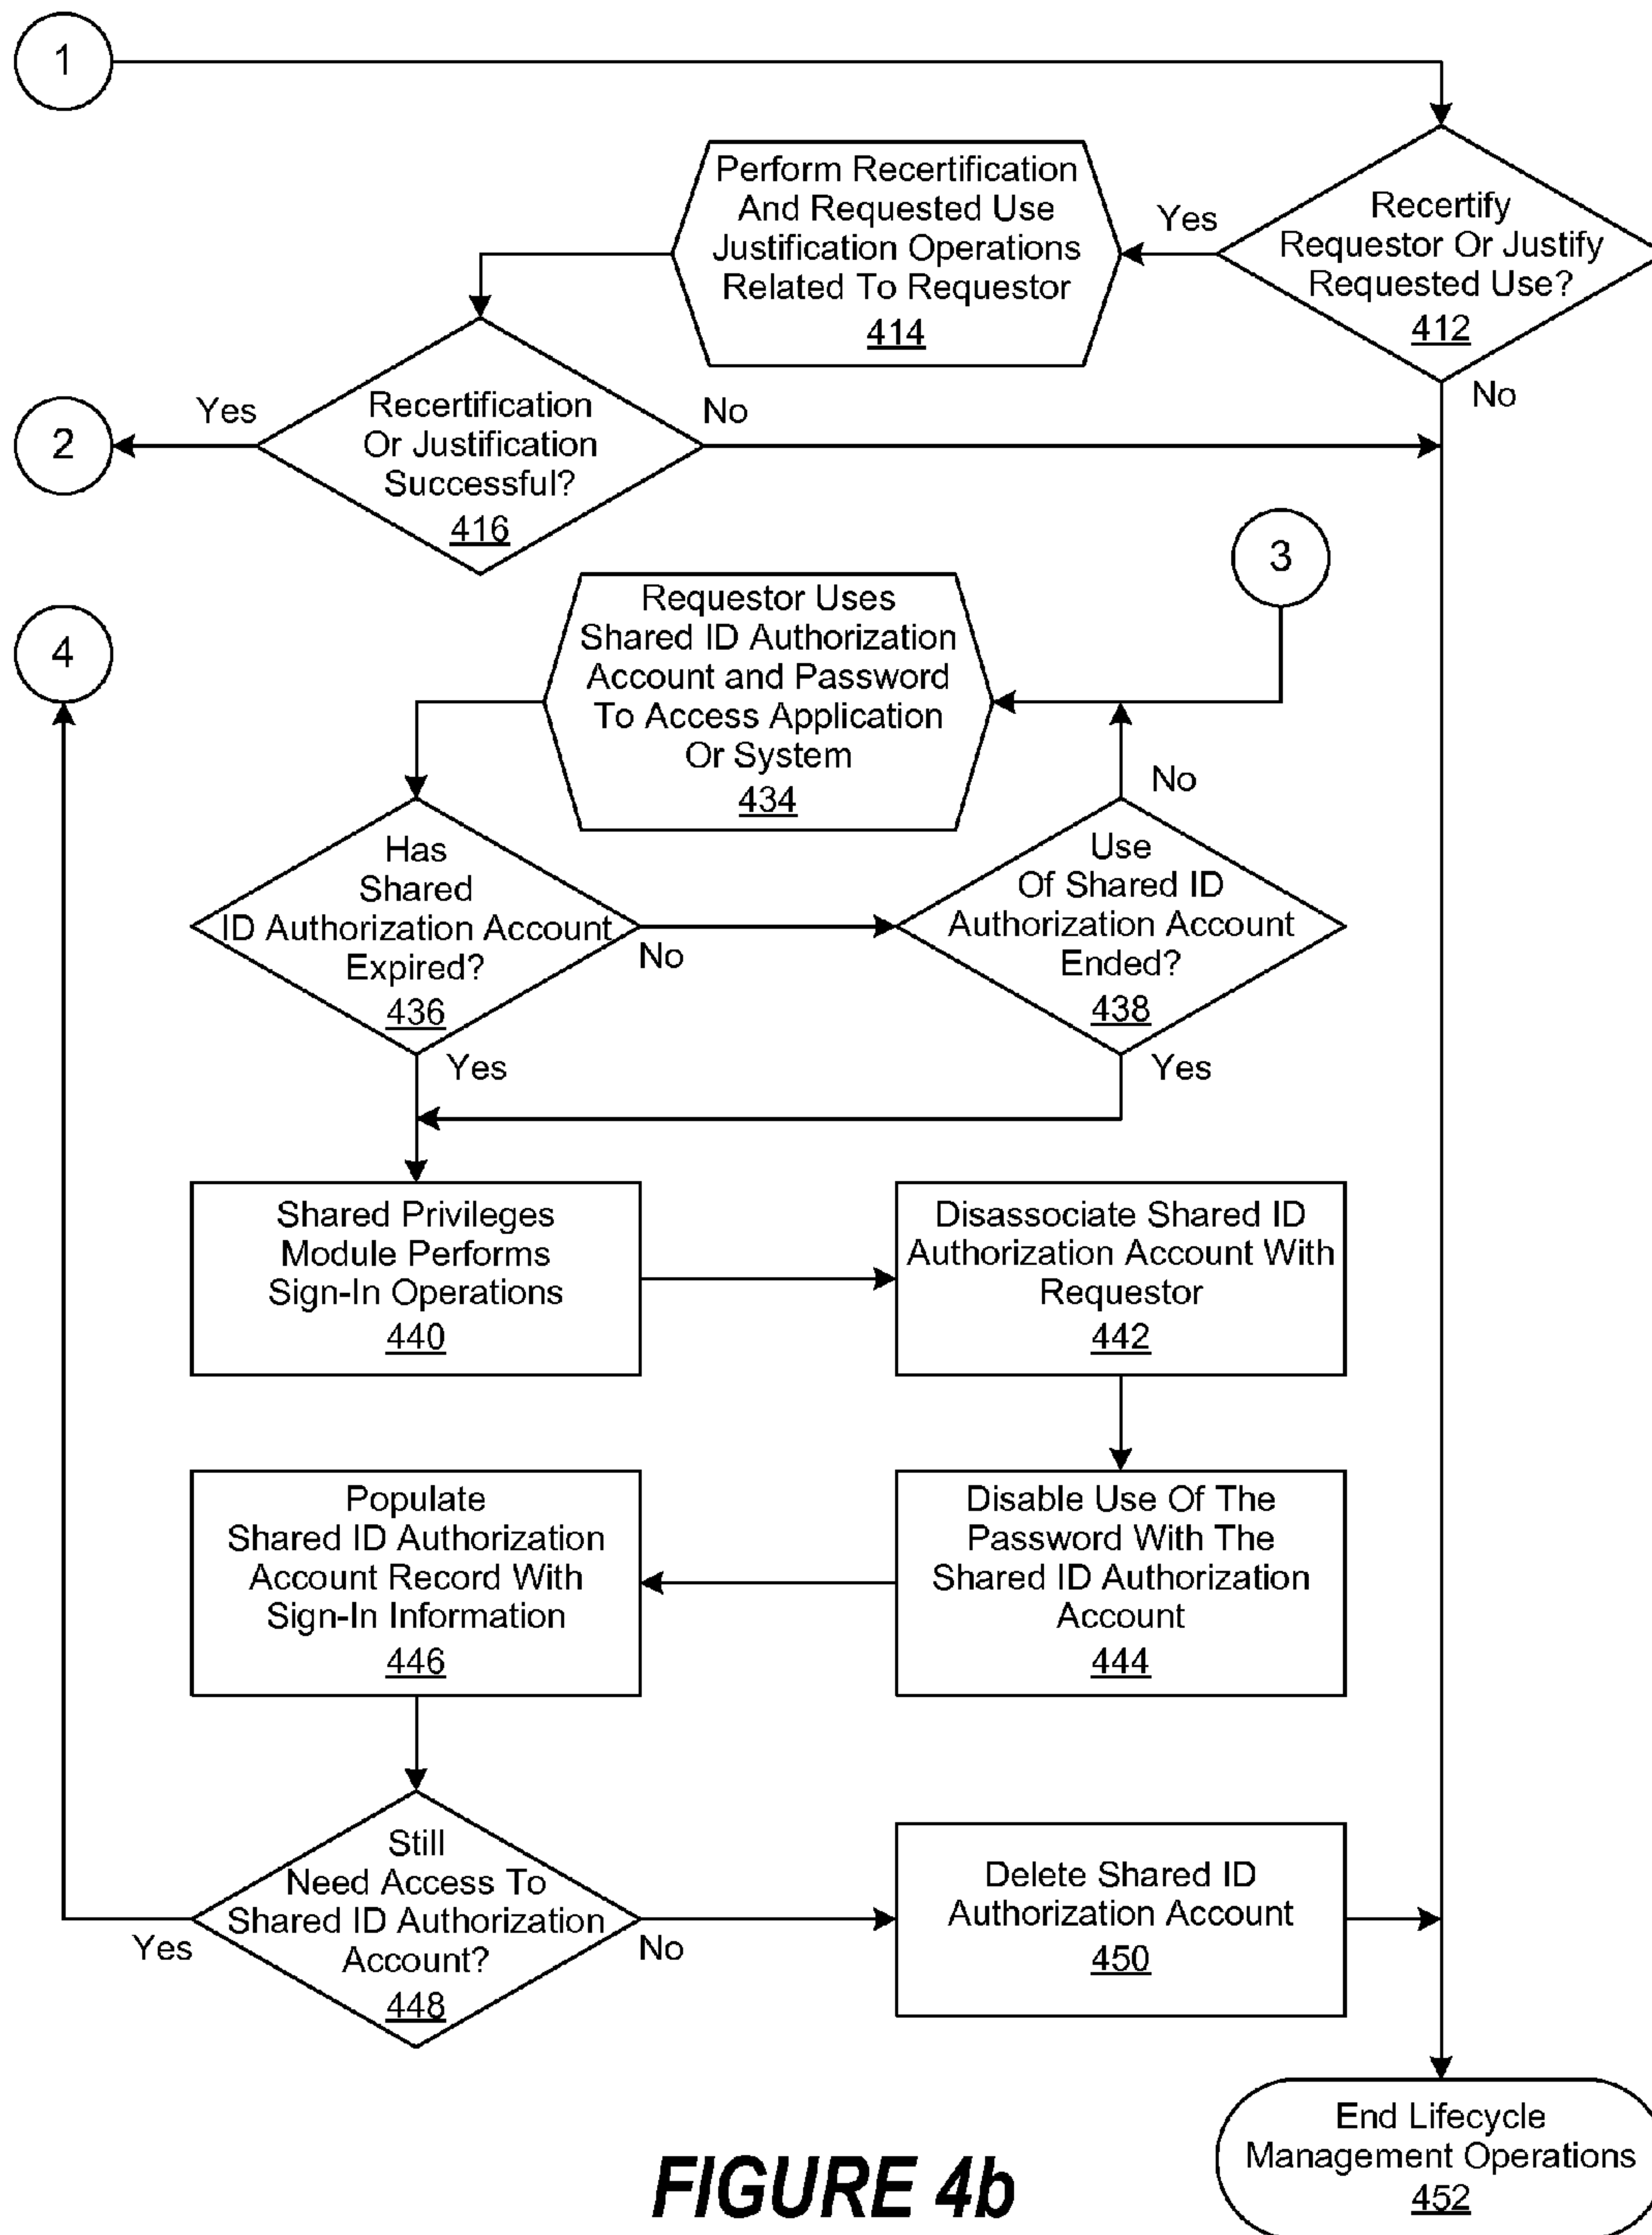 1
Perform Recertification
And Requested Use
Justification Operations
Related To Requestor
414
Yes
Recertify
Requestor Or Justify
Requested Use?
412
No
2
Yes
Recertification
Or Justification
Successful?
416
No
3
4
Requestor Uses
Shared ID Authorization
Account and Password
To Access Application
Or System
434
No
Has
Shared
ID Authorization Account
Expired?
436
No
Yes
Use
Of Shared ID
Authorization Account
Ended?
438
Yes
Shared Privileges
Module Performs
Sign-In Operations
440
Disassociate Shared ID
Authorization Account With
Requestor
442
Populate
Shared ID Authorization
Account Record With
Sign-In Information
446
Disable Use Of The
Password With The
Shared ID Authorization
Account
444
Still
Need Access To
Shared ID Authorization
Account?
448
Yes
No
Delete Shared ID
Authorization Account
450
End Lifecycle
Management Operations
452
FIGURE 4b